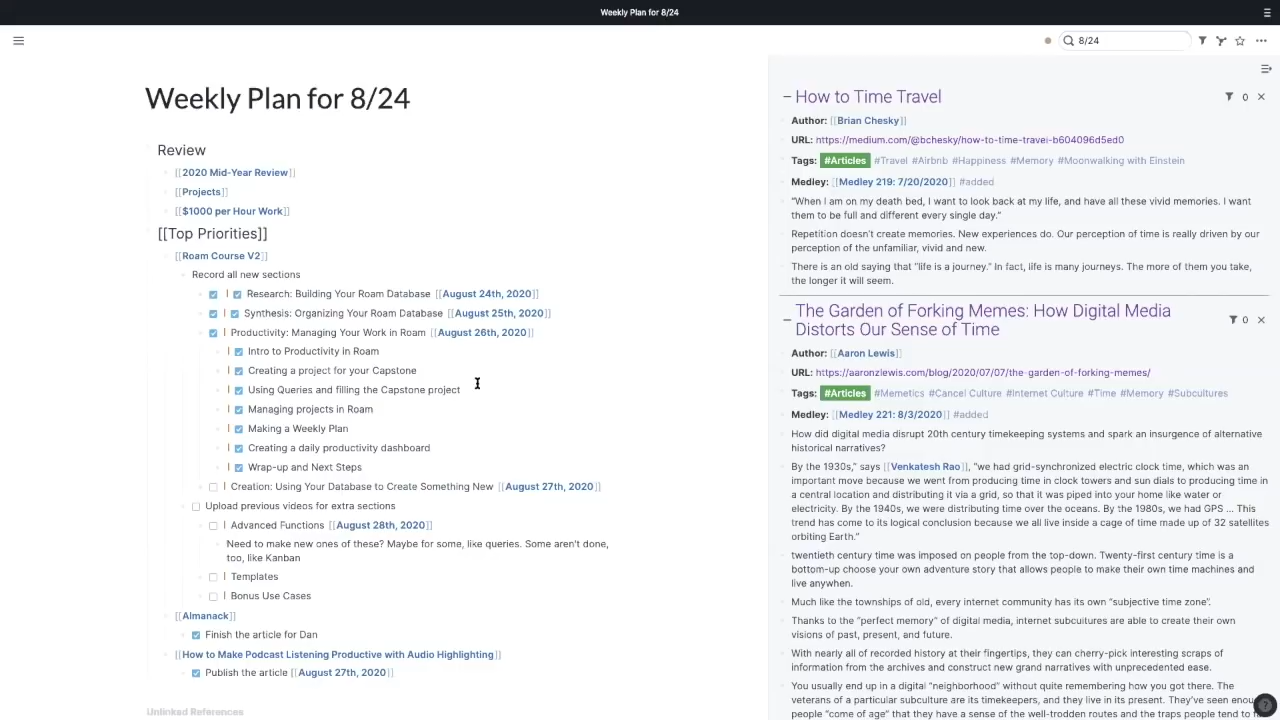 Weekly Plan for 8/24
8/24
Weekly Plan for 8/24
Review
[[2020 Mid-Year Review]]
[[Projects]]
[[$1000 per Hour Work]]
[[Top Priorities]]
[[Roam Course V2]]
Record all new sections
| Research: Building Your Roam Database [[August 24th, 2020]]
| Synthesis: Organizing Your Roam Database [[August 25th, 2020]]
| Productivity: Managing Your Work in Roam [[August 26th, 2020]]
| Intro to Productivity in Roam
| Creating a project for your Capstone
| Using Queries and filling the Capstone project
| Managing projects in Roam
| Making a Weekly Plan
| Creating a daily productivity dashboard
| Wrap-up and Next Steps
| Creation: Using Your Database to Create Something New [[August 27th, 2020]]
Upload previous videos for extra sections
| Advanced Functions [[August 28th, 2020]]
Need to make new ones of these? Maybe for some, like queries. Some aren't done,
too, like Kanban
| Templates
| Bonus Use Cases
[[Almanack]]
Finish the article for Dan
[[How to Make Podcast Listening Productive with Audio Highlighting]]
Publish the article [[August 27th, 2020]]
Unlinked References
How to Time Travel
0
Author: [[Brian Chesky]]
URL: https://medium.com/@bchesky/how-to-time-travei-b604096d5ed0
Tags: #Articles #Travel #Airbnb #Happiness #Memory #Moonwalking with Einstein
Medley: [[Medley 219: 7/20/2020]] #added
"When I am on my death bed, I want to look back at my life, and have all these vivid memories. I want
them to be full and different every single day."
Repetition doesn't create memories. New experiences do. Our perception of time is really driven by our
perception of the unfamiliar, vivid and new.
There is an old saying that "life is a journey." In fact, life is many journeys. The more of them you take,
the longer it will seem.
The Garden of Forking Memes: How Digital Media
Distorts Our Sense of Time
0
Author: [[Aaron Lewis]]
URL: https://aaronzlewis.com/blog/2020/07/07/the-garden-of-forking-memes/
Tags: #Articles #Memetics #Cancel Culture #Internet Culture #Time #Memory #Subcultures
Medley: [[Medley 221: 8/3/2020]] #added
How did digital media disrupt 20th century timekeeping systems and spark an insurgence of alternative
historical narratives?
By the 1930s," says [[Venkatesh Rao]], "we had grid-synchronized electric clock time, which was an
important move because we went from producing time in clock towers and sun dials to producing time in
a central location and distributing it via a grid, so that it was piped into your home like water or
electricity. By the 1940s, we were distributing time over the oceans. By the 1980s, we had GPS ... This
trend has come to its logical conclusion because we all live inside a cage of time made up of 32 satellites
orbiting Earth."
twentieth century time was imposed on people from the top-down. Twenty-first century time is a
bottom-up choose your own adventure story that allows people to make their own time machines and
live anywhen.
Much like the townships of old, every internet community has its own "subjective time zone".
Thanks to the "perfect memory" of digital media, internet subcultures are able to create their own
visions of past, present, and future.
With nearly all of recorded history at their fingertips, they can cherry-pick interesting scraps of
information from the archives and construct new grand narratives with unprecedented ease.
You usually end up in a digital "neighborhood" without quite remembering how you got there. The
veterans of a particular subculture are its timekeepers, and they live in its present. They've seen
people "come of age" that they have a sense of the well-trodden routes and the traps people tend to